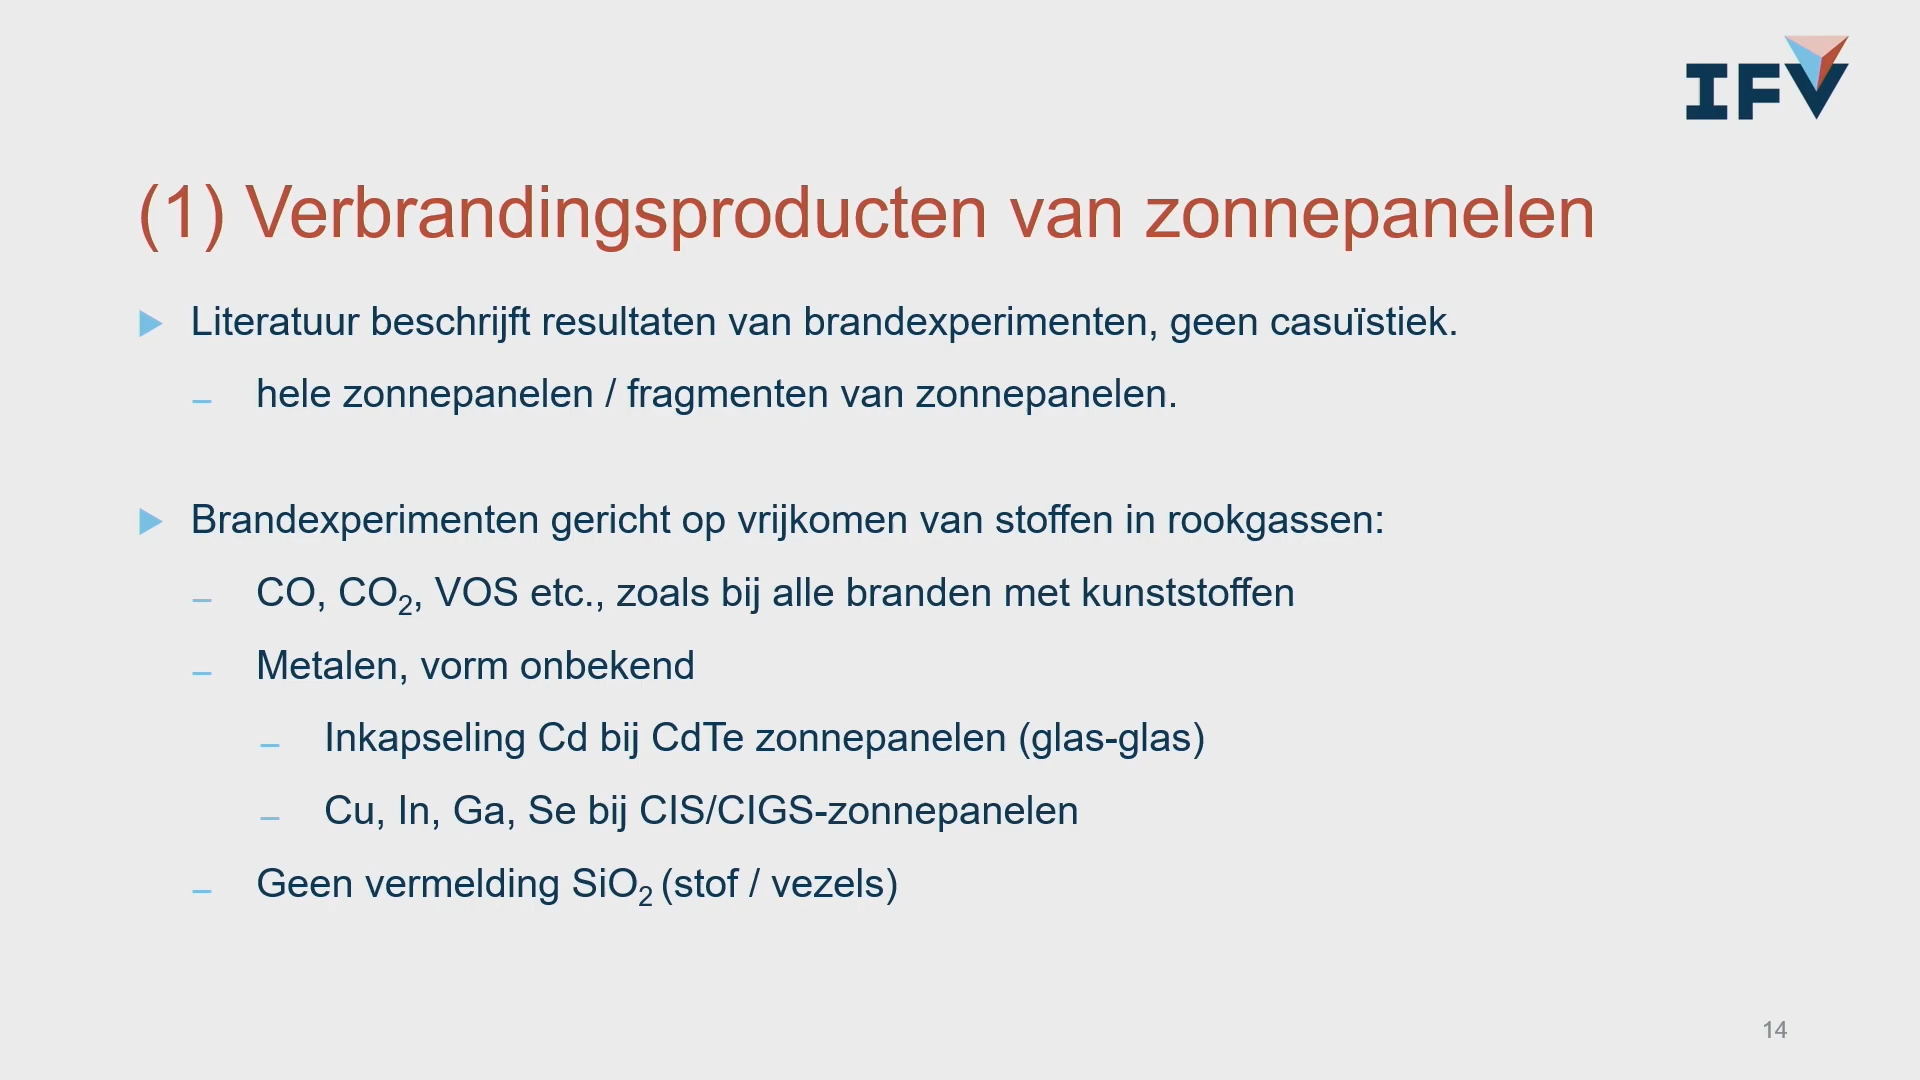 IFV
(1) Verbrandingsproducten van zonnepanelen
Literatuur beschrijft resultaten van brandexperimenten, geen casuïstiek.
– hele zonnepanelen / fragmenten van zonnepanelen.
Brandexperimenten gericht op vrijkomen van stoffen in rookgassen:
– CO, CO₂, VOS etc., zoals bij alle branden met kunststoffen
– Metalen, vorm onbekend
– Inkapseling Cd bij CdTe zonnepanelen (glas-glas)
– Cu, In, Ga, Se bij CIS/CIGS-zonnepanelen
– Geen vermelding SiO₂ (stof / vezels)
14